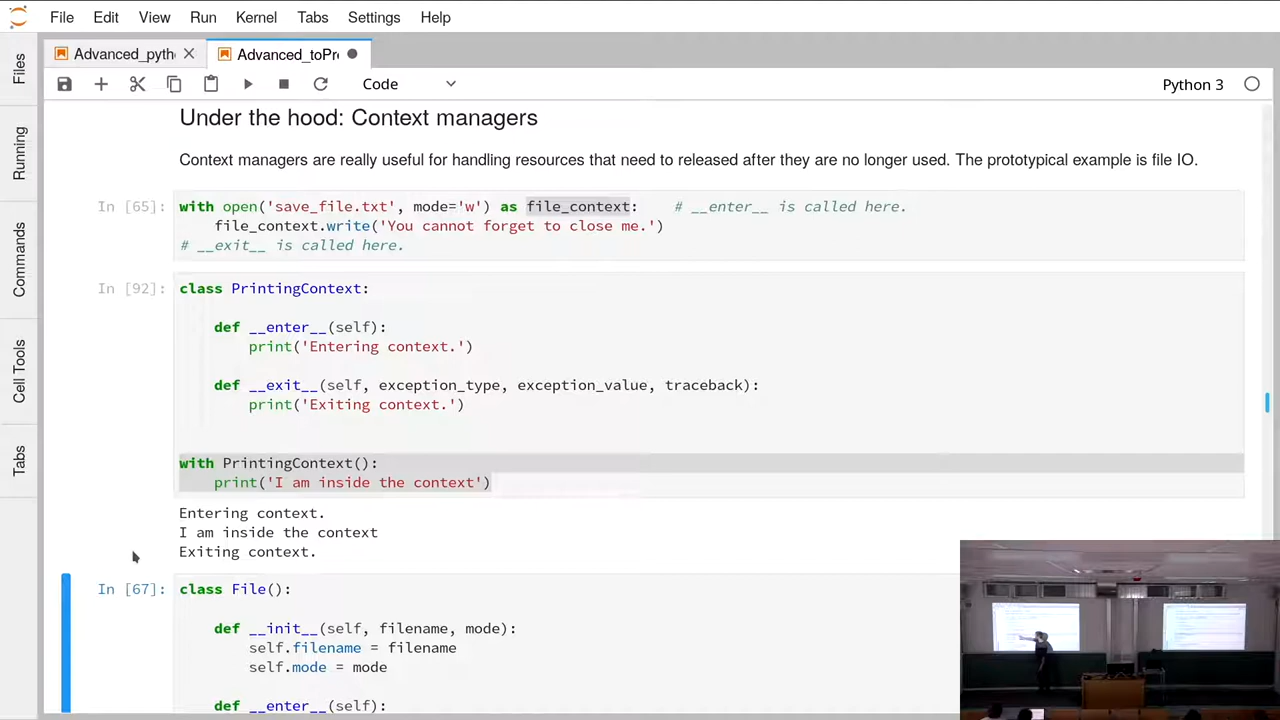 File Edit View Run Kernel Tabs Settings Help
Advanced_pyth
Advanced_toPr
Code
Python 3
Files
Running
Commands
Cell Tools
Tabs
Under the hood: Context managers
Context managers are really useful for handling resources that need to released after they are no longer used. The prototypical example is file IO.
In [65]: with open('save_file.txt', mode='w') as file_context:    # __enter__ is called here.
    file_context.write('You cannot forget to close me.')
# __exit__ is called here.
In [92]: class PrintingContext:
    def __enter__(self):
        print('Entering context.')
    def __exit__(self, exception_type, exception_value, traceback):
        print('Exiting context.')
with PrintingContext():
    print('I am inside the context')
Entering context.
I am inside the context
Exiting context.
In [67]: class File():
    def __init__(self, filename, mode):
        self.filename = filename
        self.mode = mode
    def __enter__(self):